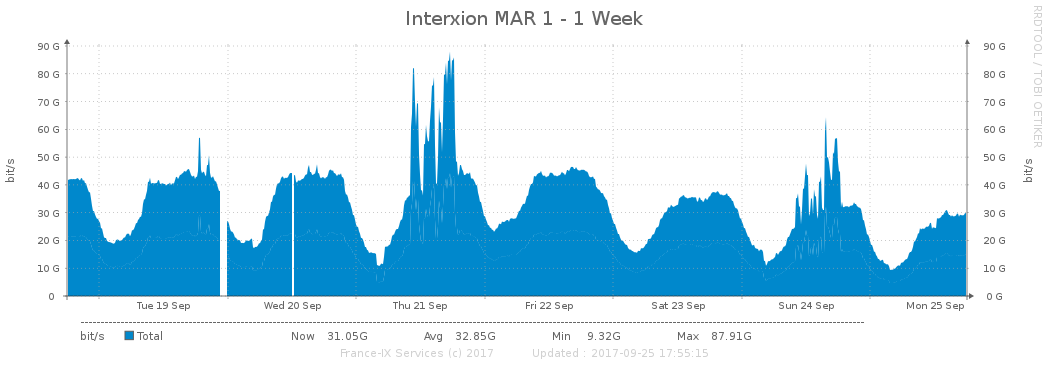 Interxion MAR 1 - 1 Week
RRDTOOL / TOBI OETIKER
bit/s
bit/s
90 G 90 G
80 G 80 G
70 G 70 G
60 G 60 G
50 G 50 G
40 G 40 G
30 G 30 G
20 G 20 G
10 G 10 G
0 0 G
Tue 19 Sep Wed 20 Sep Thu 21 Sep Fri 22 Sep Sat 23 Sep Sun 24 Sep Mon 25 Sep
bit/s Total Now 31.05G Avg 32.85G Min 9.32G Max 87.91G
France-IX Services (c) 2017 Updated : 2017-09-25 17:55:15